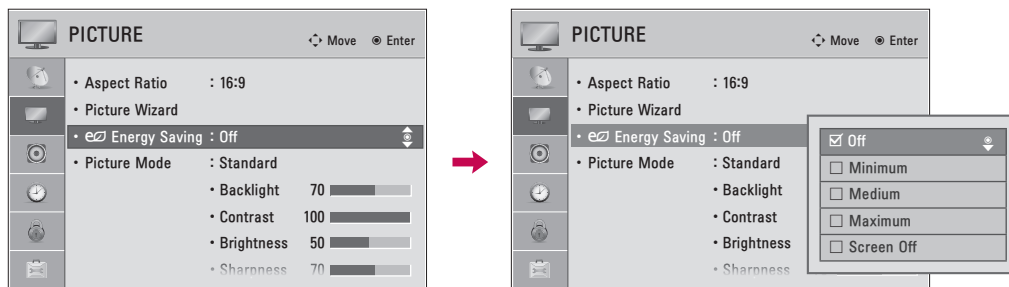 PICTURE Move Enter
• Aspect Ratio : 16:9
• Picture Wizard
• Energy Saving : Off
• Picture Mode : Standard
• Backlight 70
• Contrast 100
• Brightness 50
• Sharpness 70
PICTURE Move Enter
• Aspect Ratio : 16:9
• Picture Wizard
• Energy Saving : Off
• Picture Mode : Standard
• Backlight
• Contrast
• Brightness
• Sharpness
Off
Minimum
Medium
Maximum
Screen Off